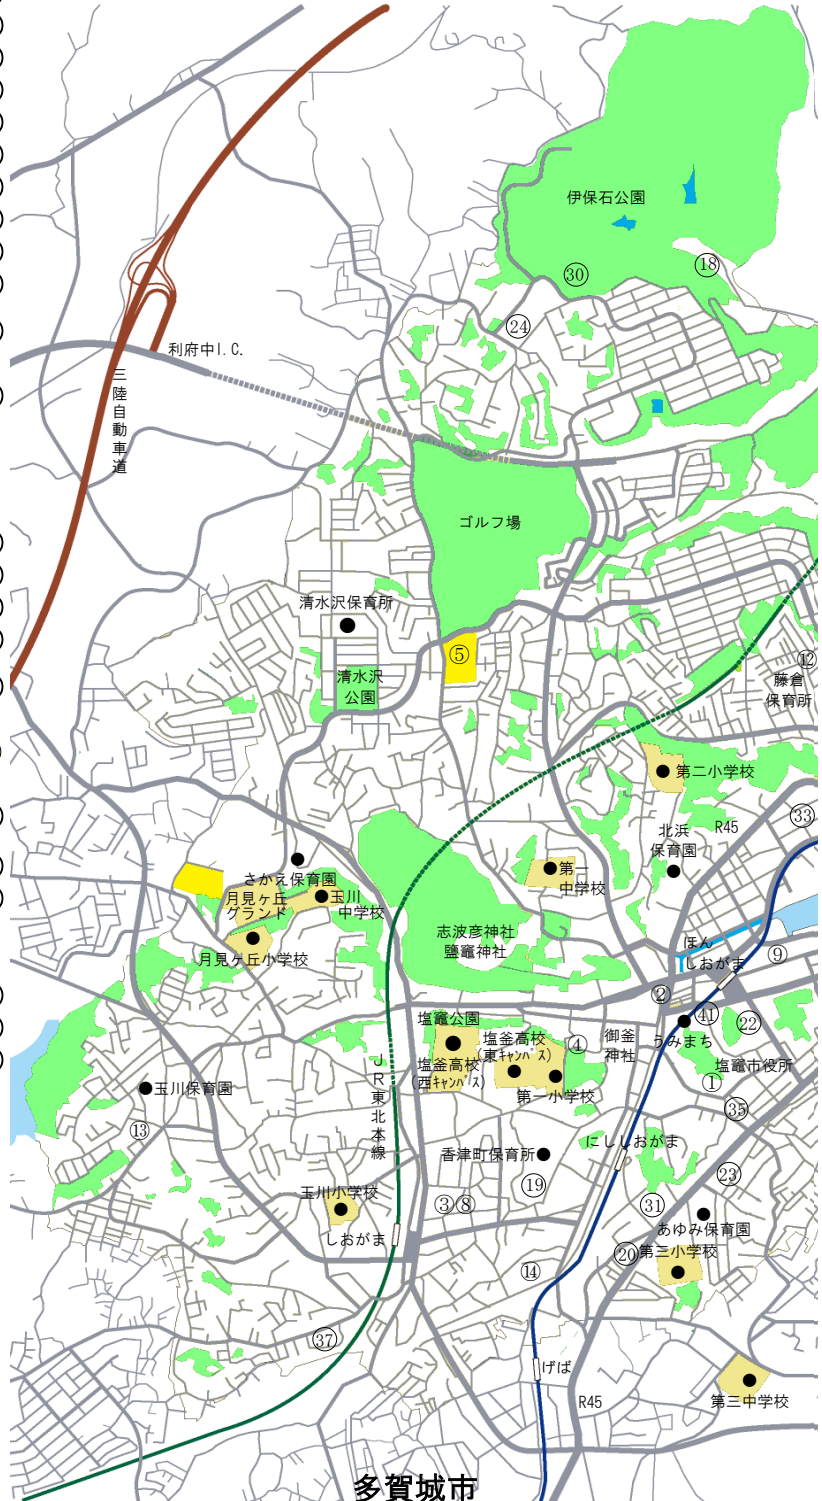 伊保石公園
㉚
⑱
㉔
利府中I.C.
三陸自動車道
ゴルフ場
清水沢保育所
⑤
清水沢
公園
⑫
藤倉
保育所
第二小学校
R45
㉝
北浜
保育園
さかえ保育園
第一
中学校
月見ヶ丘
グランド
玉川
中学校
月見ヶ丘小学校
志波彦神社
鹽竈神社
ほん
しおがま
⑨
②
㊶
㉒
うみまち
塩竈公園
塩釜高校
(東キャンパス)
④
御釜
神社
塩釜高校
(西キャンパス)
第一小学校
塩竈市役所
①
JR東北本線
玉川保育園
⑬
㉟
香津町保育所
にししおがま
⑲
㉓
玉川小学校
③
⑧
㉛
あゆみ保育園
しおがま
⑳
第三小学校
⑭
㊲
げば
R45
第三中学校
多賀城市